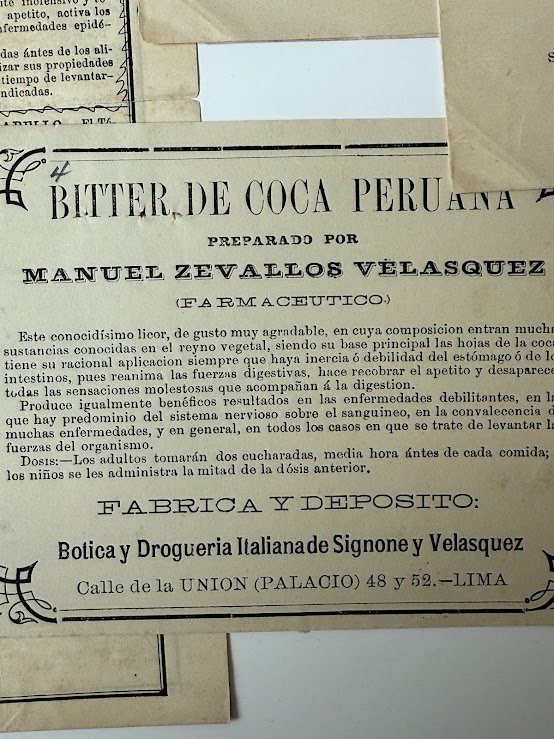 te inofensivo y to
apetito, activa los
nfermedades epidé-
das ántes de los ali-
izar sus propiedades
tiempo de levantar-
ndicadas.
S
4
BITTER DE COCA PERUANA
PREPARADO POR
MANUEL ZEVALLOS VELASQUEZ
(FARMACEUTICO.)
Este conocidísimo licor, de gusto muy agradable, en cuya composicion entran mucha
sustancias conocidas en el reyno vegetal, siendo su base principal las hojas de la coca
tiene su racional aplicacion siempre que haya inercia ó debilidad del estómago ó de lo
intestinos, pues reanima las fuerzas digestivas, hace recobrar el apetito y desaparece
todas las sensaciones molestosas que acompañan á la digestion.
Produce igualmente benéficos resultados en las enfermedades debilitantes, en la
que hay predominio del sistema nervioso sobre el sanguineo, en la convalecencia d
muchas enfermedades, y en general, en todos los casos en que se trate de levantar la
fuerzas del organismo.
Dosis:—Los adultos tomarán dos cucharadas, media hora ántes de cada comida;
los niños se les administra la mitad de la dósis anterior.
FABRICA Y DEPOSITO:
Botica y Drogueria Italiana de Signone y Velasquez
Calle de la UNION (PALACIO) 48 y 52.—LIMA